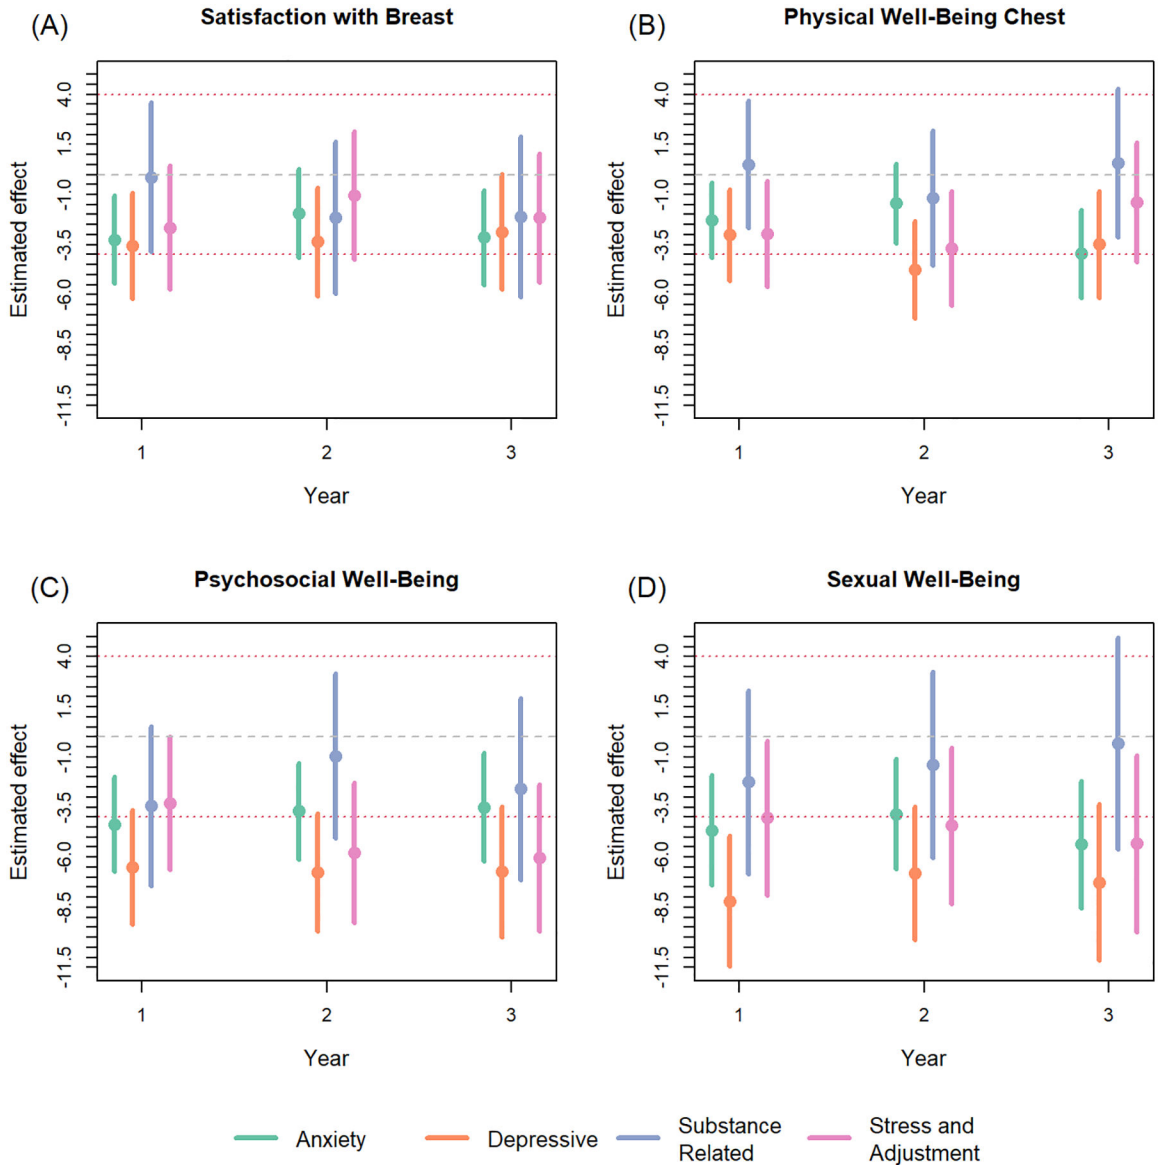 (A)
Satisfaction with Breast
Estimated effect
4.0
1.5
-1.0
-3.5
-6.0
-8.5
-11.5
1 2 3
Year
(B)
Physical Well-Being Chest
Estimated effect
4.0
1.5
-1.0
-3.5
-6.0
-8.5
-11.5
1 2 3
Year
(C)
Psychosocial Well-Being
Estimated effect
4.0
1.5
-1.0
-3.5
-6.0
-8.5
-11.5
1 2 3
Year
(D)
Sexual Well-Being
Estimated effect
4.0
1.5
-1.0
-3.5
-6.0
-8.5
-11.5
1 2 3
Year
Anxiety
Depressive
Substance
Related
Stress and
Adjustment